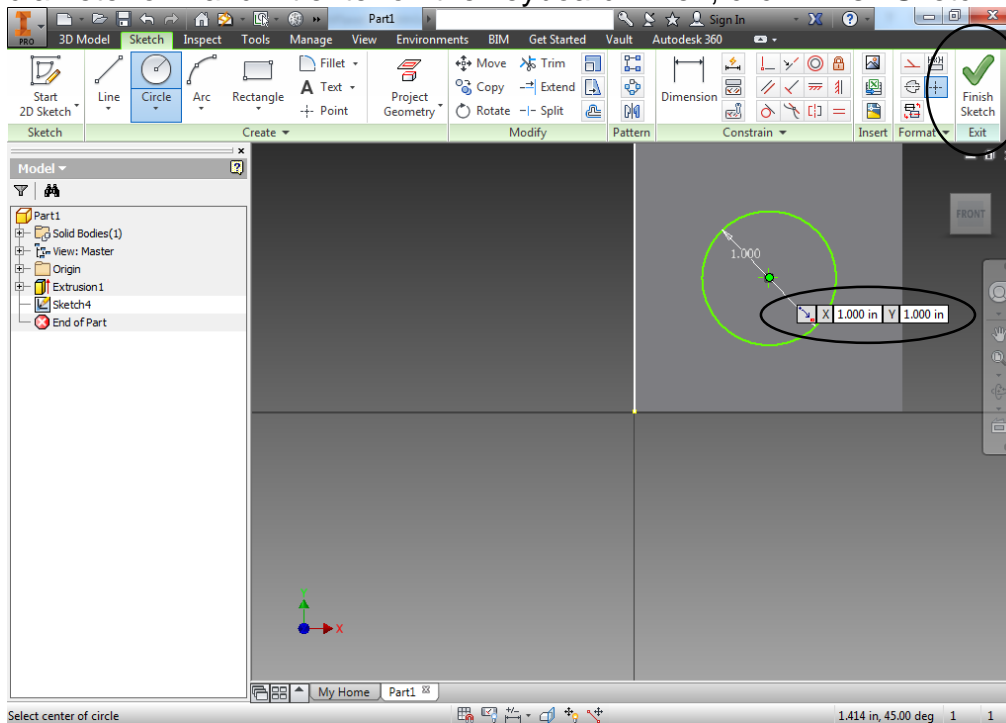 Part1
Sign In
PRO
3D Model Sketch Inspect Tools Manage View Environments BIM Get Started Vault Autodesk 360
Start
2D Sketch
Line
Circle
Arc
Rectangle
Fillet
Text
Point
Project
Geometry
Move
Copy
Rotate
Trim
Extend
Split
Dimension
Finish
Sketch
Sketch
Create
Modify
Pattern
Constrain
Insert
Format
Exit
Model
Part1
Solid Bodies(1)
View: Master
Origin
Extrusion1
Sketch4
End of Part
FRONT
1.000
X 1.000 in Y 1.000 in
Y
X
My Home
Part1
Select center of circle
1.414 in, 45.00 deg 1 1